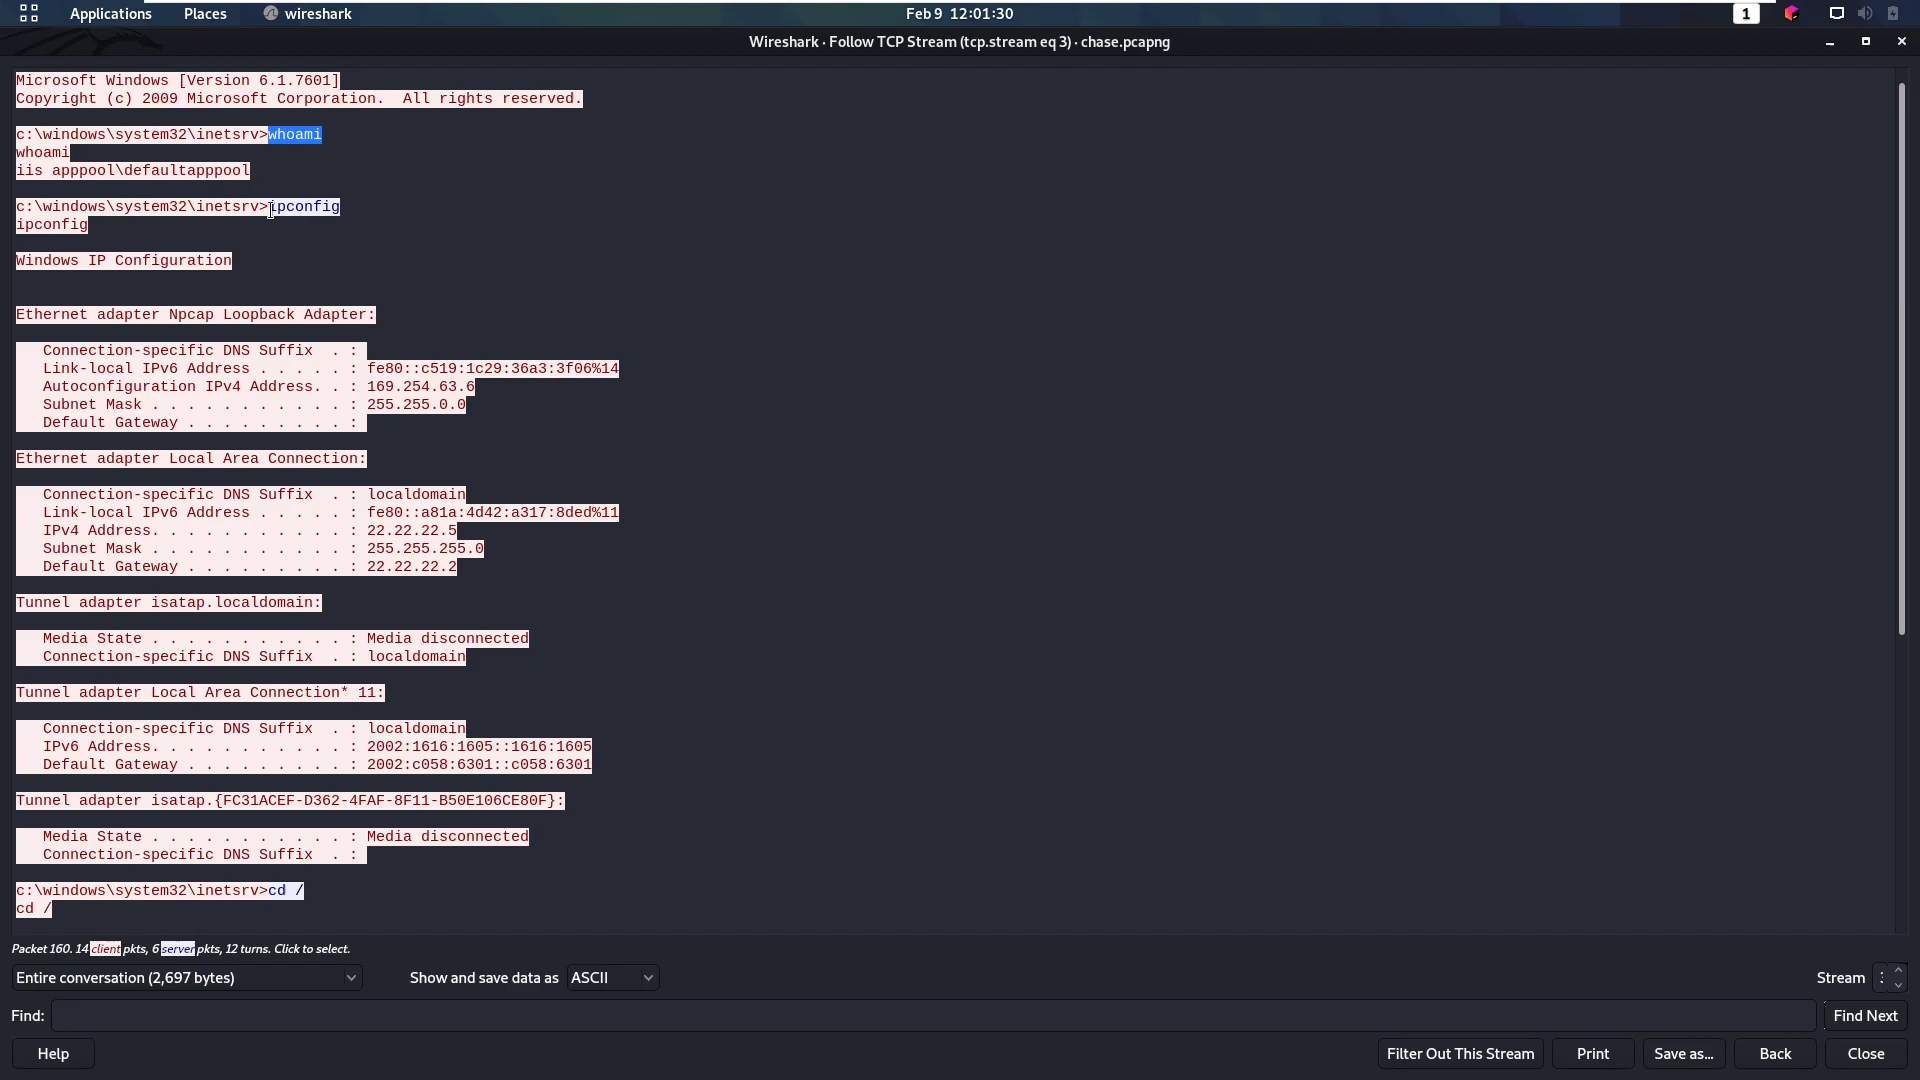 Applications Places wireshark Feb 9 12:01:30 1
Wireshark · Follow TCP Stream (tcp.stream eq 3) · chase.pcapng
Microsoft Windows [Version 6.1.7601]
Copyright (c) 2009 Microsoft Corporation.  All rights reserved.
c:\windows\system32\inetsrv>whoami
whoami
iis apppool\defaultapppool
c:\windows\system32\inetsrv>ipconfig
ipconfig
Windows IP Configuration
Ethernet adapter Npcap Loopback Adapter:
   Connection-specific DNS Suffix  . :
   Link-local IPv6 Address . . . . . : fe80::c519:1c29:36a3:3f06%14
   Autoconfiguration IPv4 Address. . : 169.254.63.6
   Subnet Mask . . . . . . . . . . . : 255.255.0.0
   Default Gateway . . . . . . . . . :
Ethernet adapter Local Area Connection:
   Connection-specific DNS Suffix  . : localdomain
   Link-local IPv6 Address . . . . . : fe80::a81a:4d42:a317:8ded%11
   IPv4 Address. . . . . . . . . . . : 22.22.22.5
   Subnet Mask . . . . . . . . . . . : 255.255.255.0
   Default Gateway . . . . . . . . . : 22.22.22.2
Tunnel adapter isatap.localdomain:
   Media State . . . . . . . . . . . : Media disconnected
   Connection-specific DNS Suffix  . : localdomain
Tunnel adapter Local Area Connection* 11:
   Connection-specific DNS Suffix  . : localdomain
   IPv6 Address. . . . . . . . . . . : 2002:1616:1605::1616:1605
   Default Gateway . . . . . . . . . : 2002:c058:6301::c058:6301
Tunnel adapter isatap.{FC31ACEF-D362-4FAF-8F11-B50E106CE80F}:
   Media State . . . . . . . . . . . : Media disconnected
   Connection-specific DNS Suffix  . :
c:\windows\system32\inetsrv>cd /
cd /
Packet 160. 14 client pkts, 6 server pkts, 12 turns. Click to select.
Entire conversation (2,697 bytes) Show and save data as ASCII Stream
Find: Find Next
Help Filter Out This Stream Print Save as... Back Close